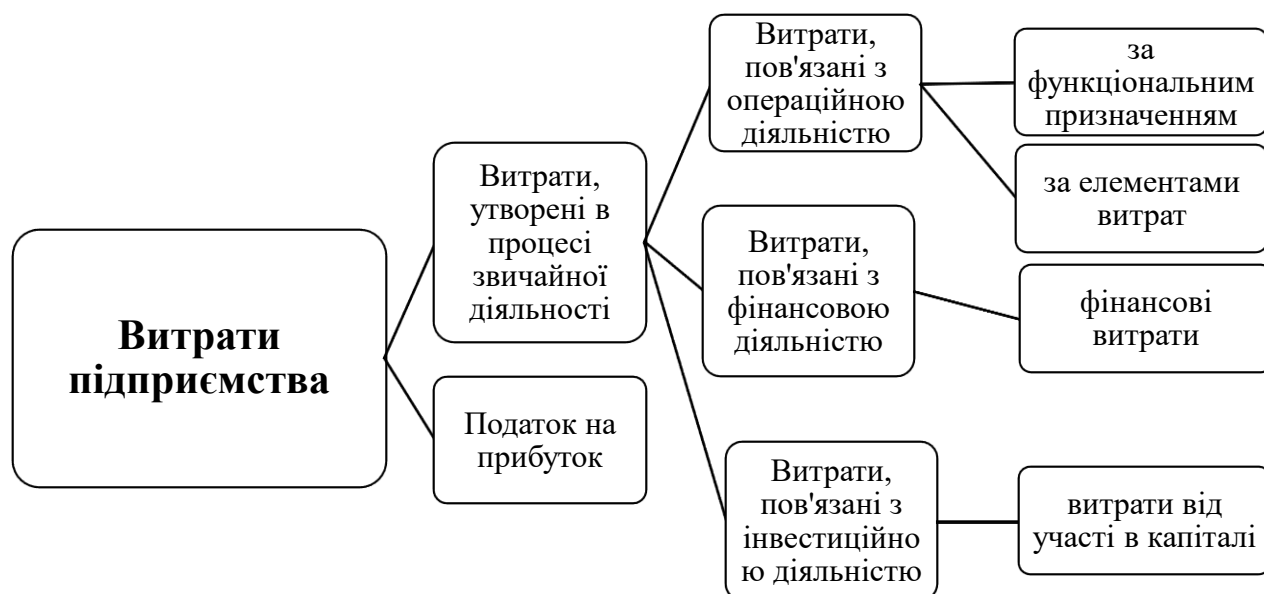 Витрати
підприємства
Витрати,
утворені в
процесі
звичайної
діяльності
Податок на
прибуток
Витрати,
пов'язані з
операційною
діяльністю
Витрати,
пов'язані з
фінансовою
діяльністю
Витрати,
пов'язані з
інвестиційно
ю діяльністю
за
функціональним
призначенням
за елементами
витрат
фінансові
витрати
витрати від
участі в капіталі